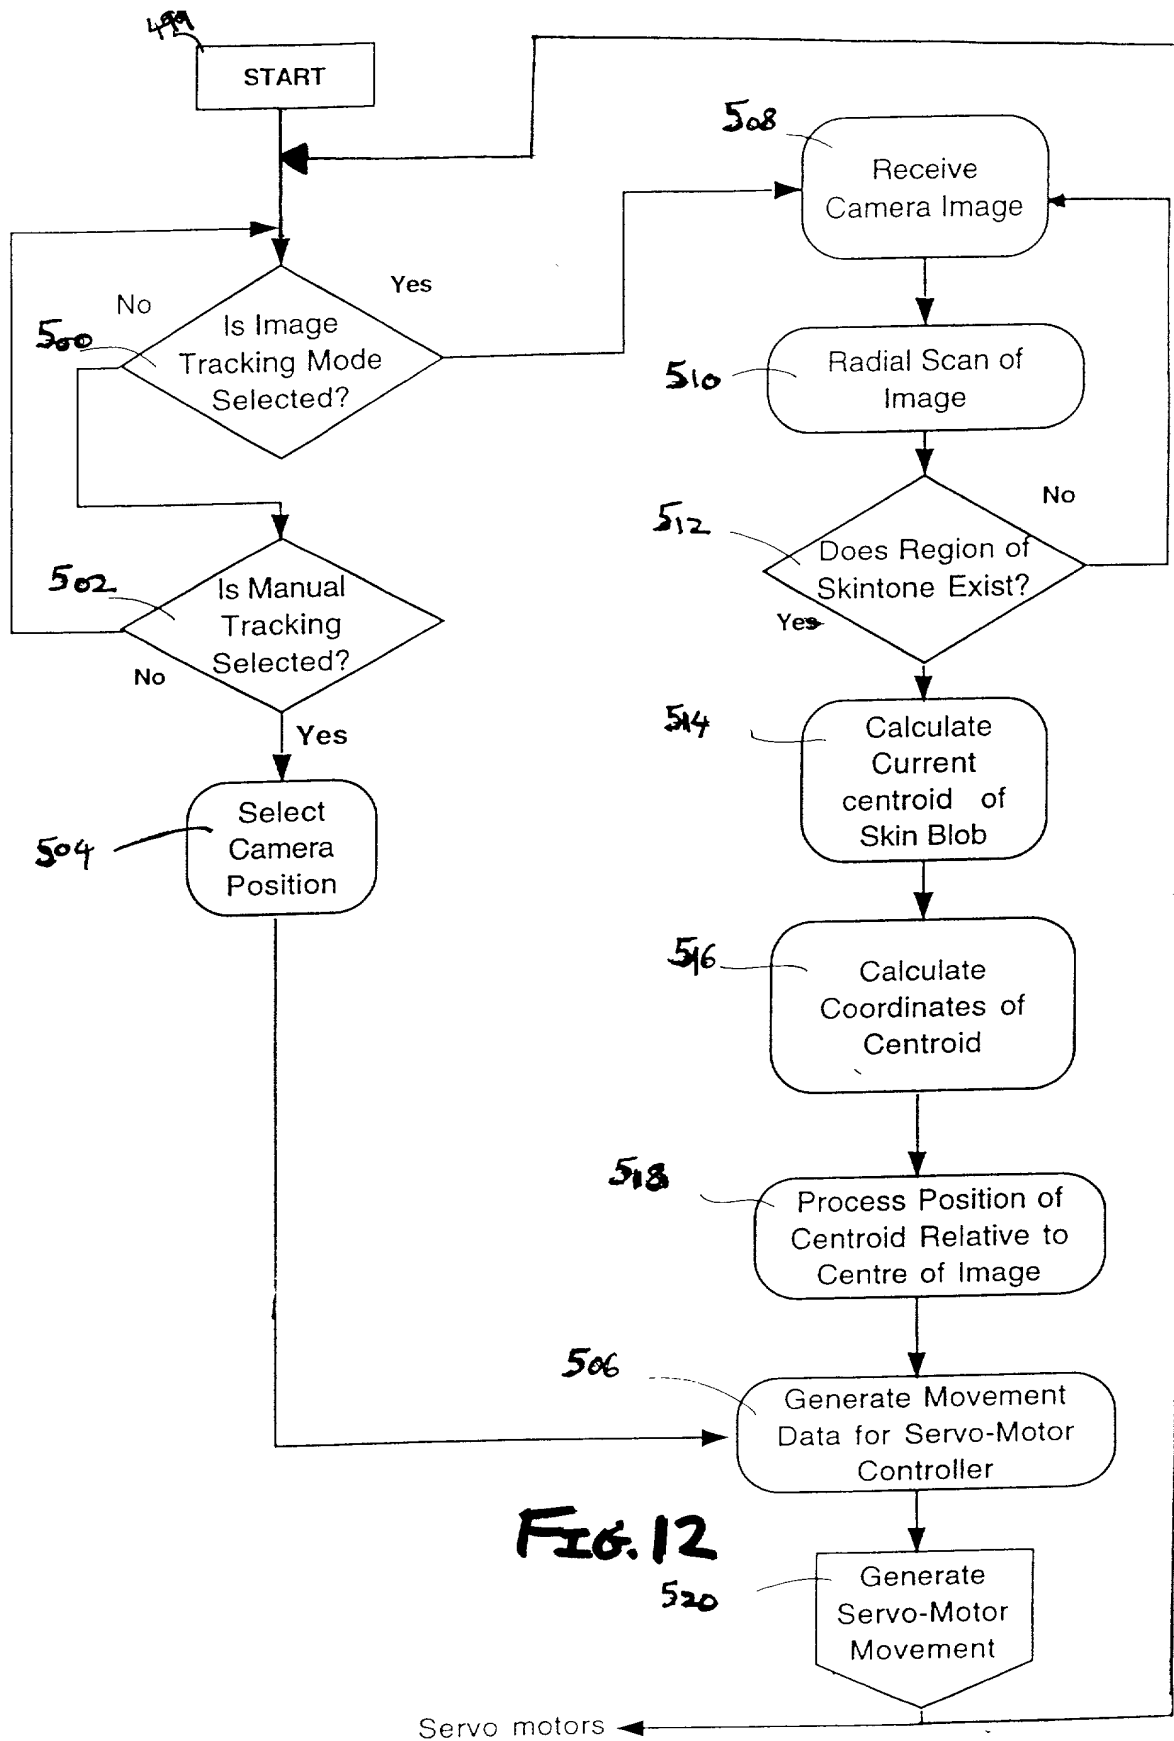 499
START
508
Receive
Camera Image
No
Yes
500
Is Image
Tracking Mode
Selected?
510
Radial Scan of
Image
No
512
Does Region of
Skintone Exist?
Yes
502
Is Manual
Tracking
Selected?
No
Yes
514
Calculate
Current
centroid of
Skin Blob
504
Select
Camera
Position
516
Calculate
Coordinates of
Centroid
518
Process Position of
Centroid Relative to
Centre of Image
506
Generate Movement
Data for Servo-Motor
Controller
FIG. 12
520
Generate
Servo-Motor
Movement
Servo motors